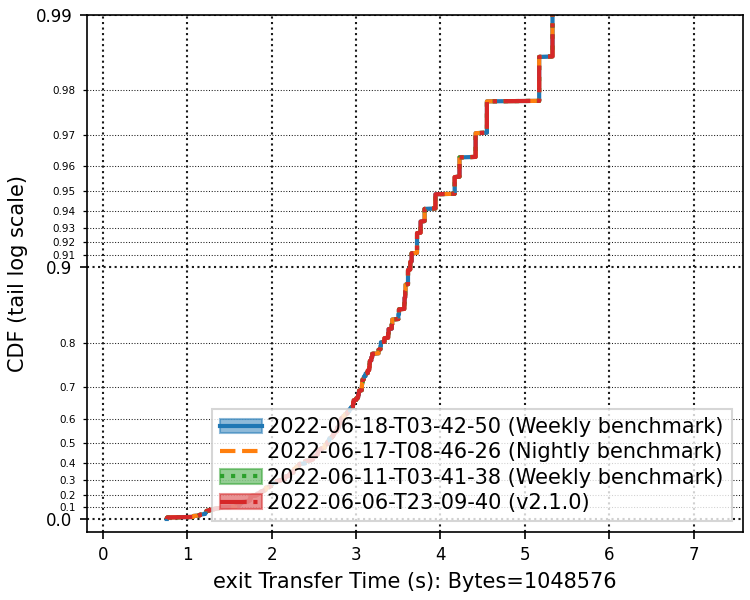 0.99
0.98
0.97
0.96
0.95
0.94
0.93
0.92
0.91
0.9
0.8
0.7
0.6
0.5
0.4
0.3
0.2
0.1
0.0
CDF (tail log scale)
2022-06-18-T03-42-50 (Weekly benchmark)
2022-06-17-T08-46-26 (Nightly benchmark)
2022-06-11-T03-41-38 (Weekly benchmark)
2022-06-06-T23-09-40 (v2.1.0)
0 1 2 3 4 5 6 7
exit Transfer Time (s): Bytes=1048576